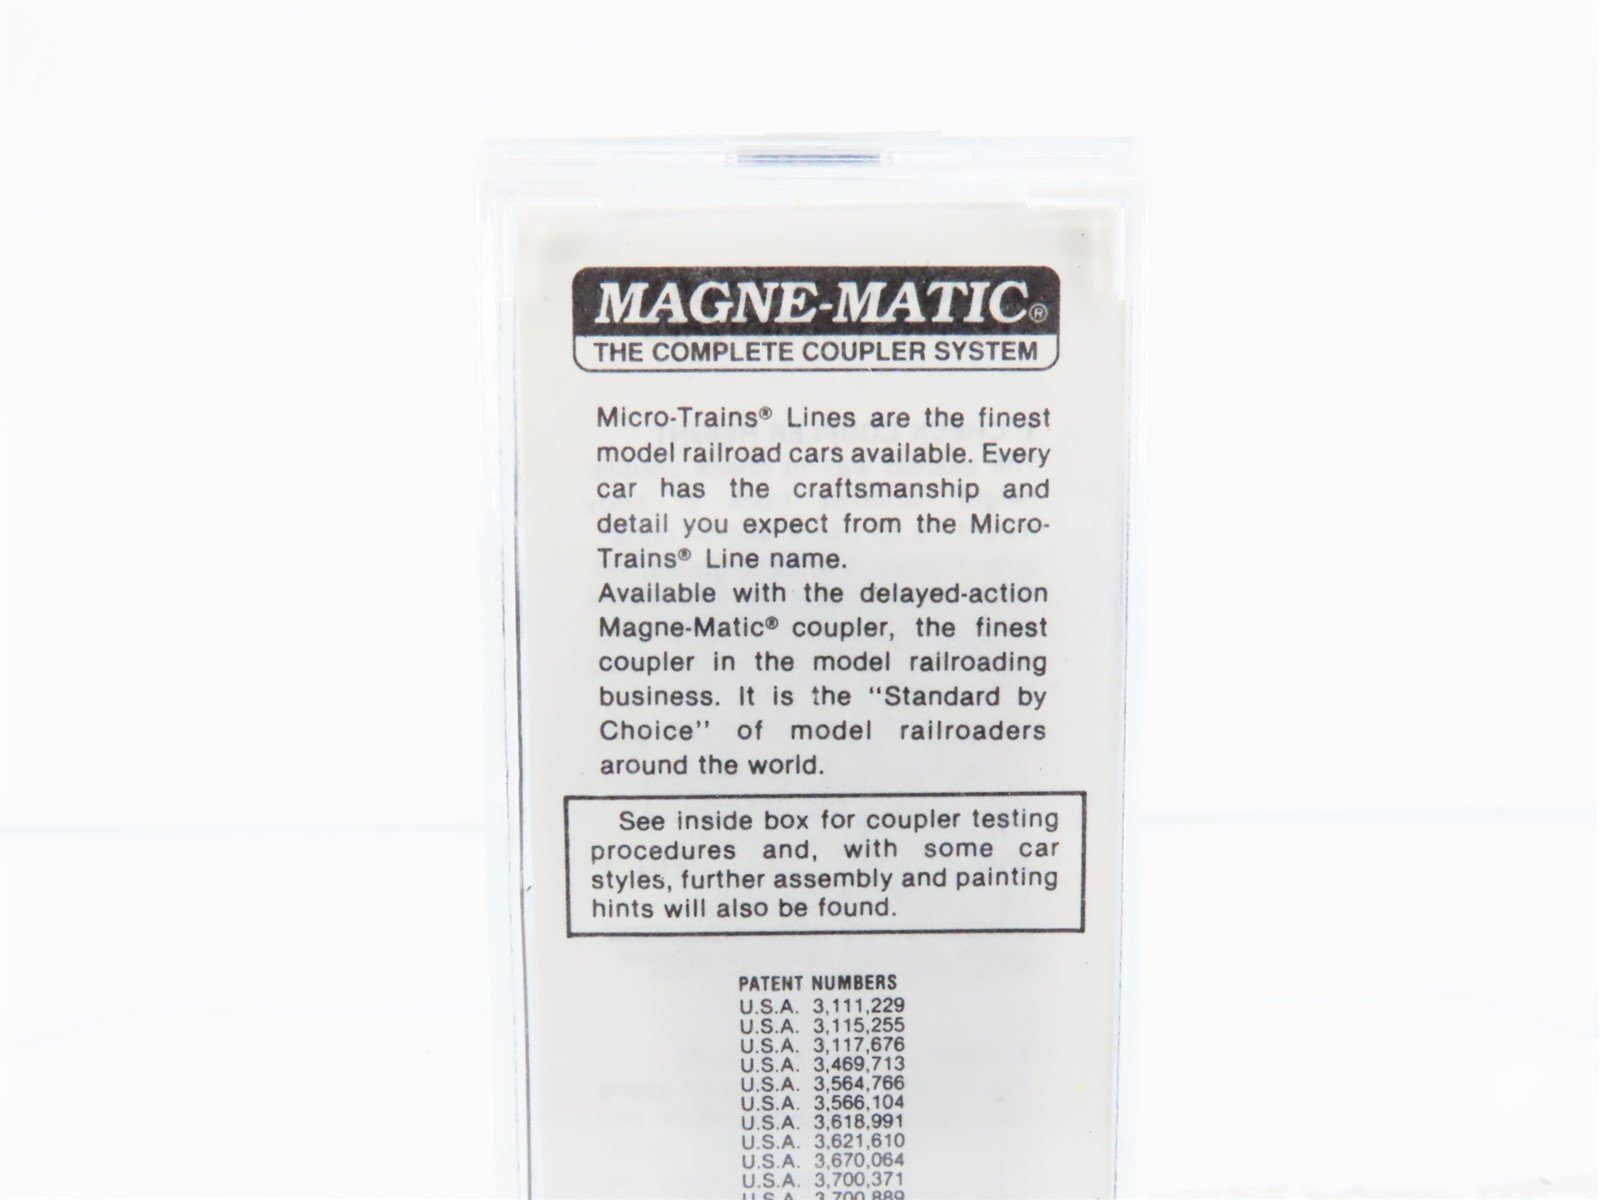 MAGNE-MATIC®
THE COMPLETE COUPLER SYSTEM
Micro-Trains® Lines are the finest
model railroad cars available. Every
car has the craftsmanship and
detail you expect from the Micro-
Trains® Line name.
Available with the delayed-action
Magne-Matic® coupler, the finest
coupler in the model railroading
business. It is the "Standard by
Choice" of model railroaders
around the world.
See inside box for coupler testing
procedures and, with some car
styles, further assembly and painting
hints will also be found.
PATENT NUMBERS
U.S.A. 3,111,229
U.S.A. 3,115,255
U.S.A. 3,117,676
U.S.A. 3,469,713
U.S.A. 3,564,766
U.S.A. 3,566,104
U.S.A. 3,618,991
U.S.A. 3,621,610
U.S.A. 3,670,064
U.S.A. 3,700,371
U.S.A. 3,700,889